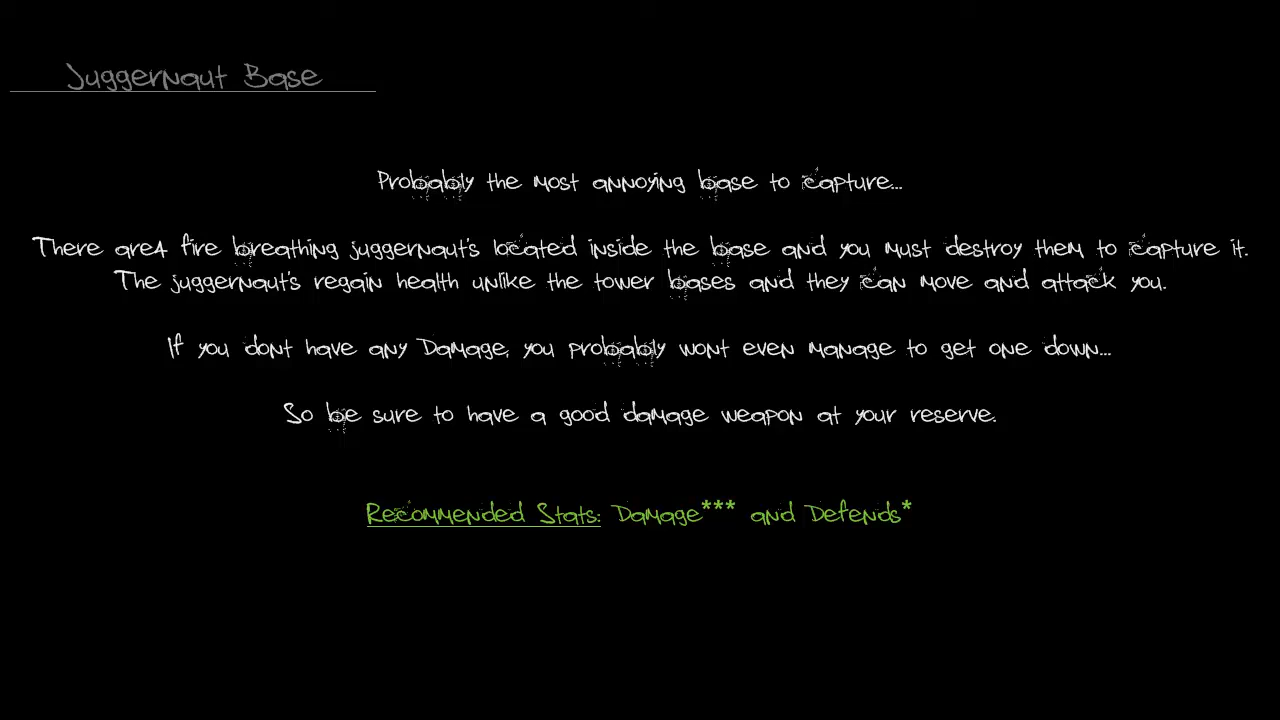 Juggernaut Base
Probably the most annoying base to capture...
There are4 fire breathing juggernaut's located inside the base and you must destroy them to capture it.
The juggernaut's regain health unlike the tower bases and they can move and attack you.
If you dont have any Damage, you probably wont even manage to get one down...
So be sure to have a good damage weapon at your reserve.
Recommended Stats: Damage*** and Defends*